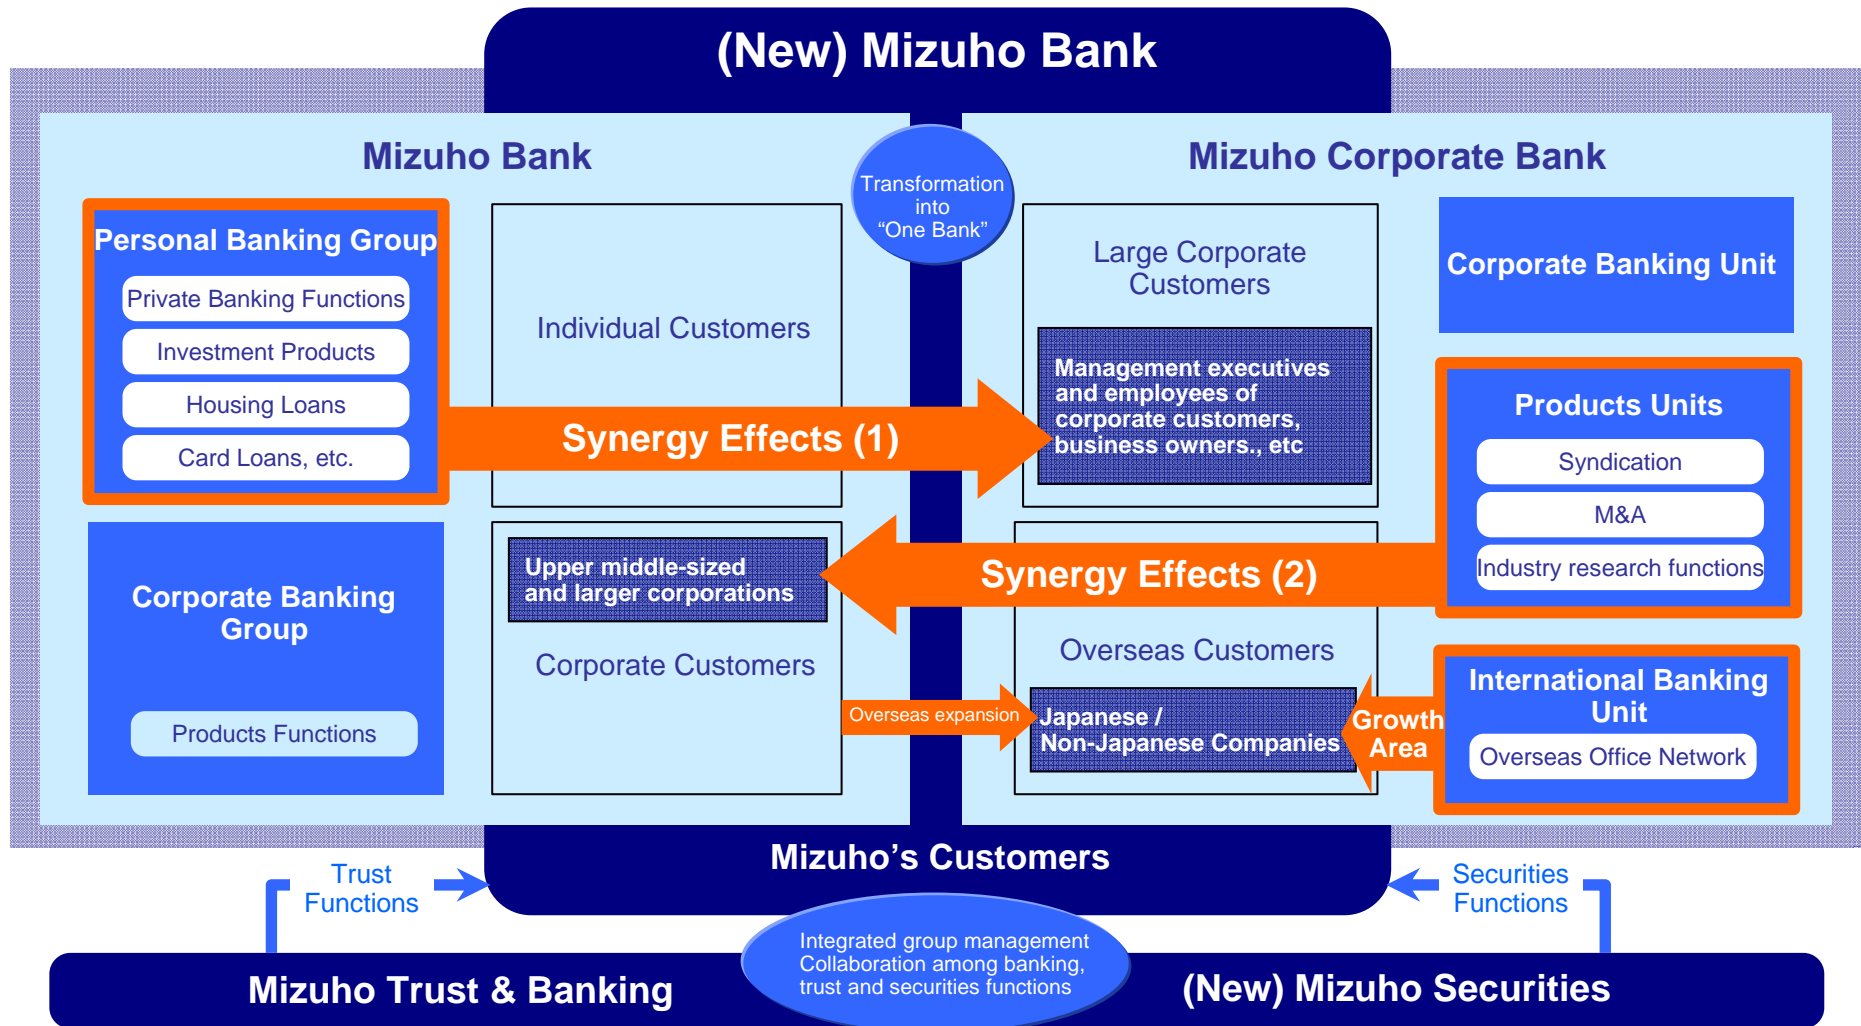 (New) Mizuho Bank
Mizuho Bank
Mizuho Corporate Bank
Transformation
into
“One Bank”
Personal Banking Group
Private Banking Functions
Investment Products
Housing Loans
Card Loans, etc.
Individual Customers
Large Corporate
Customers
Management executives
and employees of
corporate customers,
business owners., etc
Corporate Banking Unit
Synergy Effects (1)
Products Units
Syndication
M&A
Industry research functions
Corporate Banking
Group
Products Functions
Upper middle-sized
and larger corporations
Corporate Customers
Synergy Effects (2)
Overseas Customers
Overseas expansion
Japanese /
Non-Japanese Companies
Growth
Area
International Banking
Unit
Overseas Office Network
Mizuho’s Customers
Trust
Functions
Securities
Functions
Integrated group management
Collaboration among banking,
trust and securities functions
Mizuho Trust & Banking
(New) Mizuho Securities